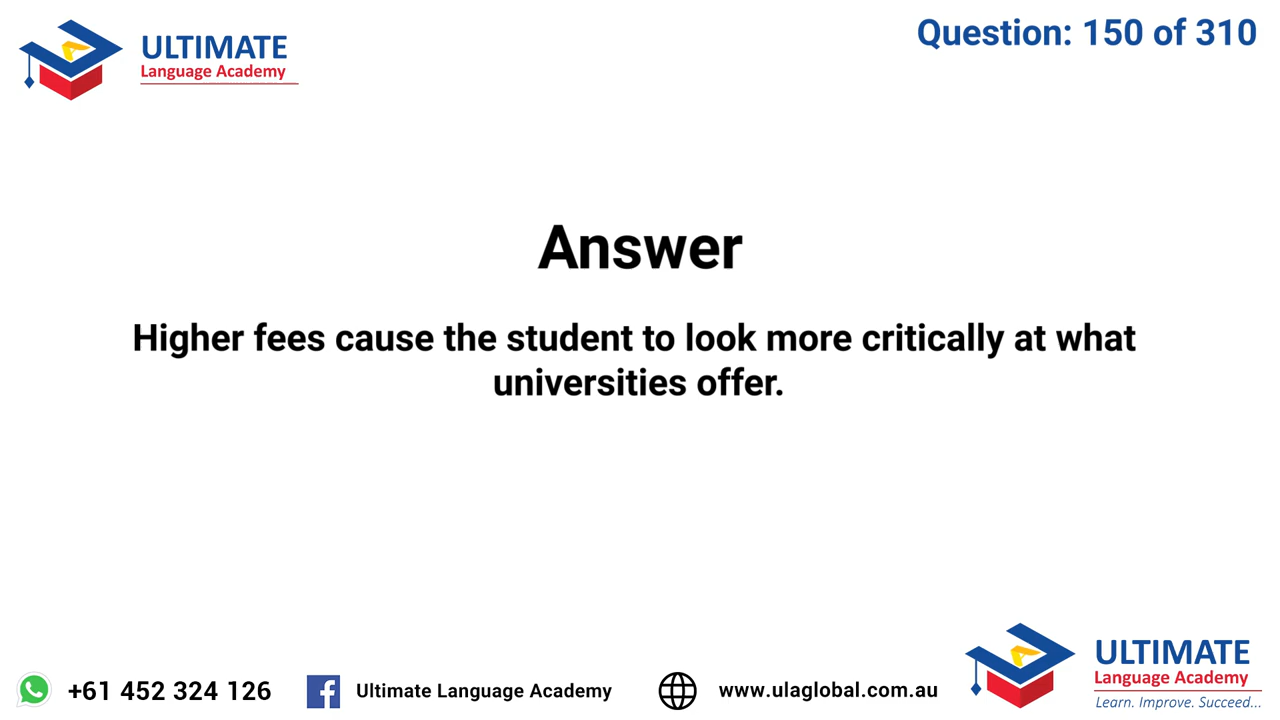 ULTIMATE
Language Academy
Question: 150 of 310
Answer
Higher fees cause the student to look more critically at what
universities offer.
+61 452 324 126
Ultimate Language Academy
www.ulaglobal.com.au
ULTIMATE
Language Academy
Learn. Improve. Succeed...